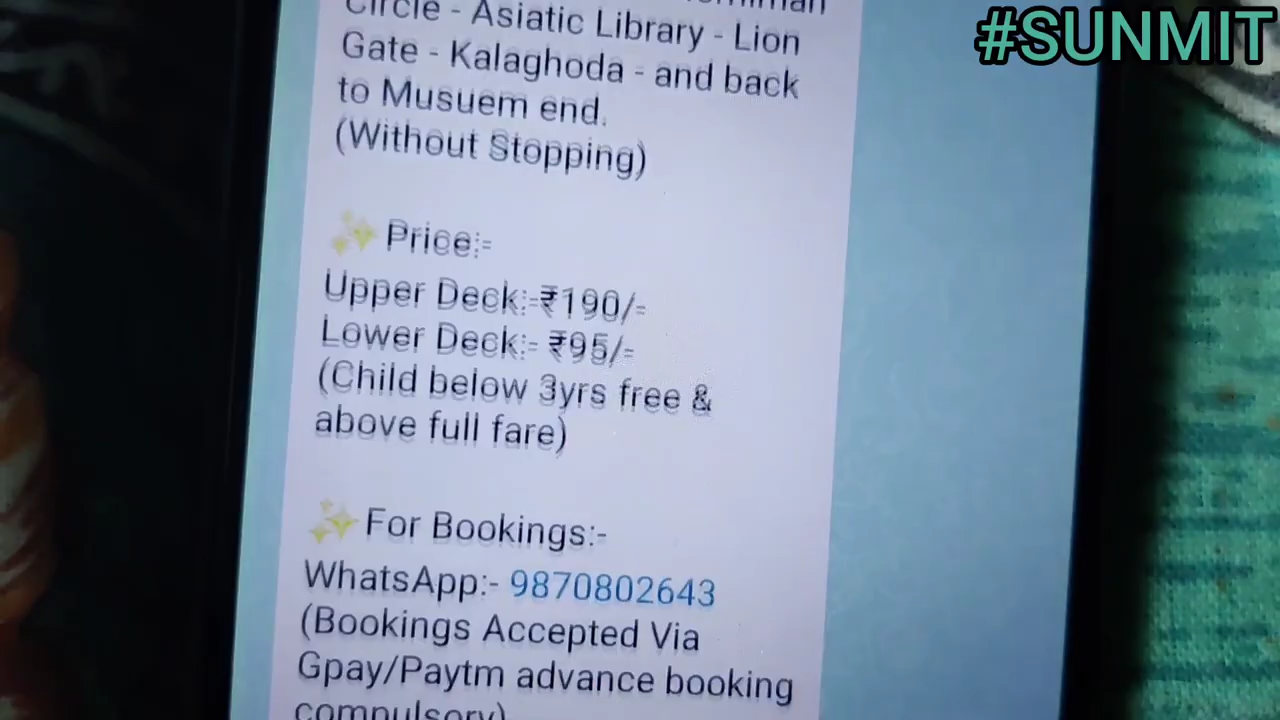 #SUNMIT
Circle - Asiatic Library - Lion
Gate - Kalaghoda - and back
to Musuem end.
(Without Stopping)
✨ Price:-
Upper Deck:-₹190/-
Lower Deck:- ₹95/-
(Child below 3yrs free &
above full fare)
✨ For Bookings:-
WhatsApp:- 9870802643
(Bookings Accepted Via
Gpay/Paytm advance booking
compulsory)